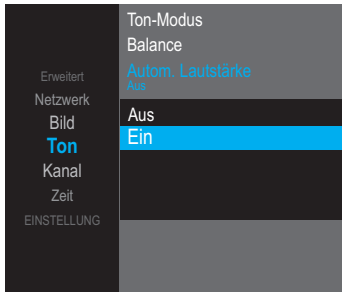 Erweitert
Netzwerk
Bild
Ton
Kanal
Zeit
EINSTELLUNG
Ton-Modus
Balance
Autom. Lautstärke
Aus
Aus
Ein